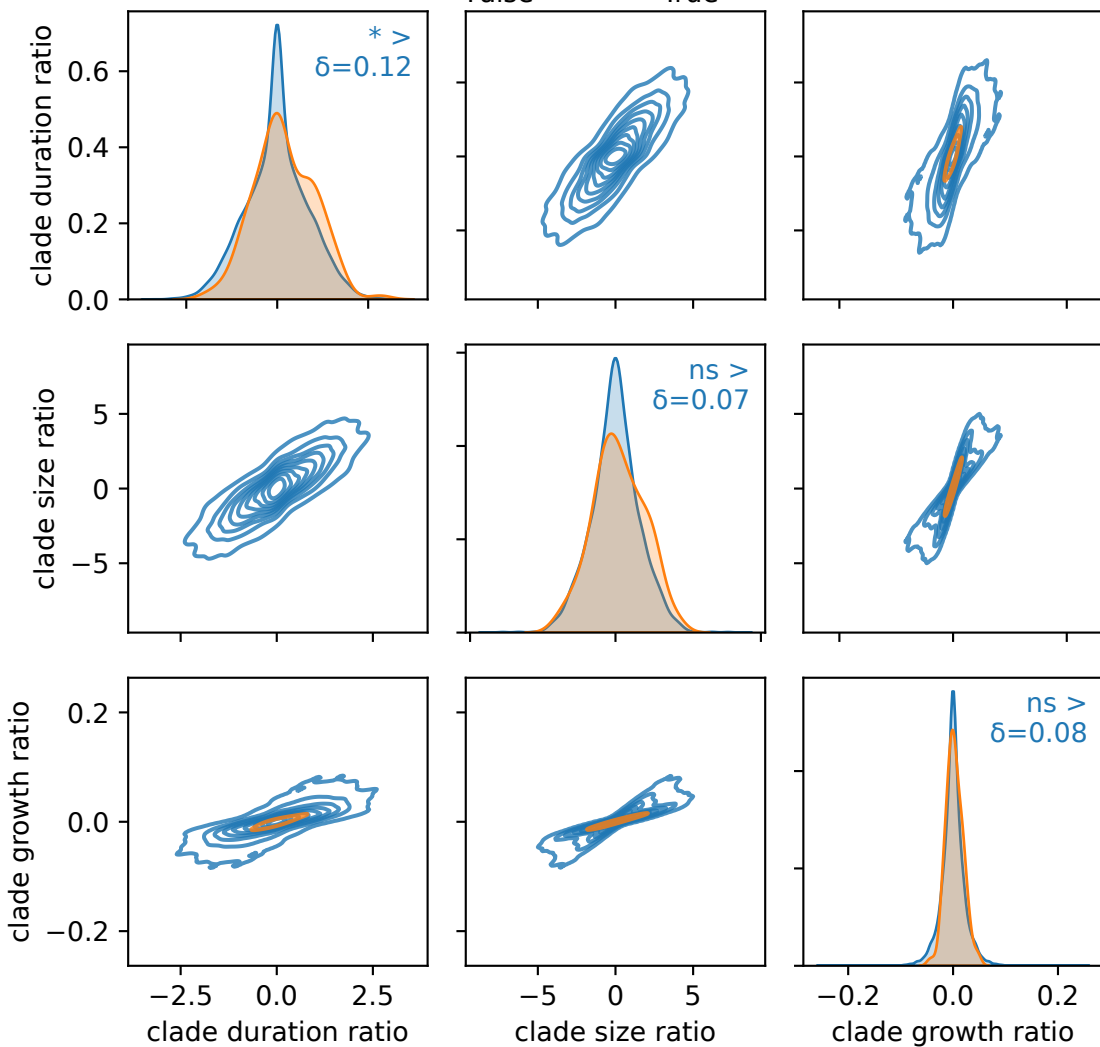 clade duration ratio
0.6
0.4
0.2
0.0
* >
δ=0.12
clade size ratio
5
0
−5
ns >
δ=0.07
clade growth ratio
0.2
0.0
−0.2
ns >
δ=0.08
−2.5 0.0 2.5
−5 0 5
−0.2 0.0 0.2
clade duration ratio
clade size ratio
clade growth ratio